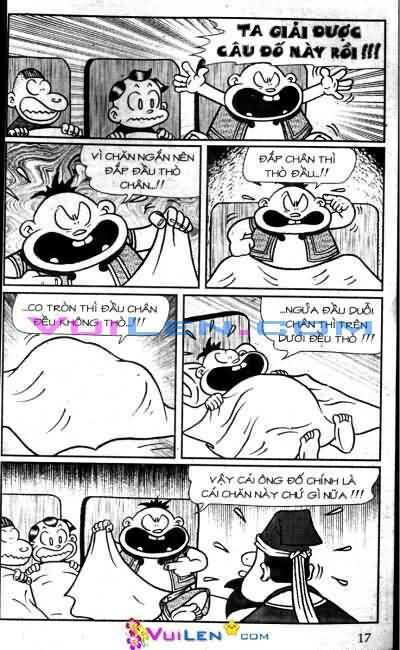 TA GIẢI ĐƯỢC
CÂU ĐỐ NÀY RỒI!!!
VÌ CHĂN NGẮN NÊN
ĐẮP ĐẦU THÒ
CHÂN..!!
ĐẮP CHÂN THÌ
THÒ ĐẦU..!!
..CO TRÒN THÌ ĐẦU CHÂN
ĐỀU KHÔNG THÒ..!!!
..NGỬA ĐẦU DUỖI
CHÂN THÌ TRÊN
DƯỚI ĐỀU THÒ !!!
VUILEN.COM
VẬY CÁI ÔNG ĐỐ CHÍNH LÀ
CÁI CHĂN NÀY CHỨ GÌ NỮA !!!
17
VUILEN.COM